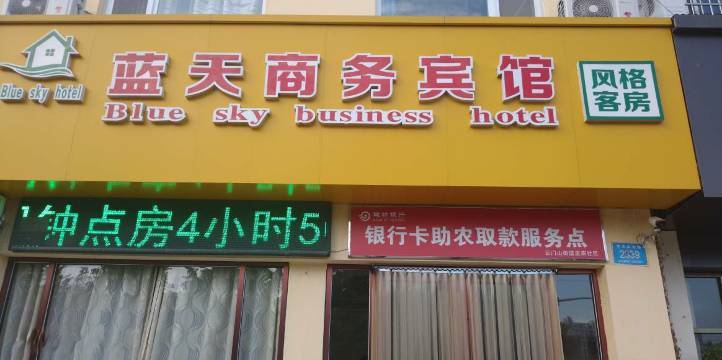 蓝天商务宾馆
Blue sky business hotel
Blue sky hotel
风格
客房
钟点房4小时5
银行卡助农取款服务点
2339